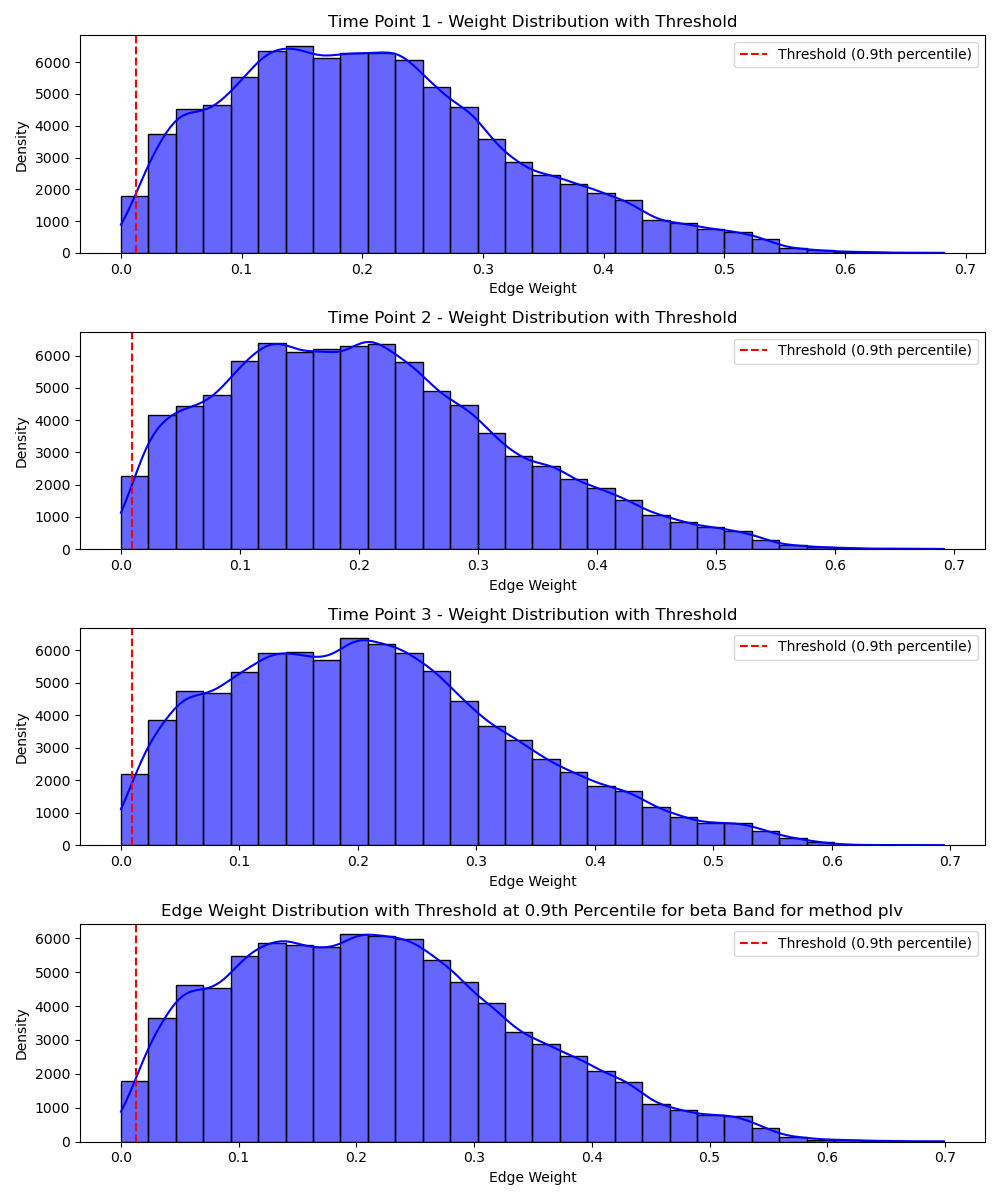 Time Point 1 - Weight Distribution with Threshold
Threshold (0.9th percentile)
Density
6000
5000
4000
3000
2000
1000
0
0.0 0.1 0.2 0.3 0.4 0.5 0.6 0.7
Edge Weight
Time Point 2 - Weight Distribution with Threshold
Threshold (0.9th percentile)
Density
6000
5000
4000
3000
2000
1000
0
0.0 0.1 0.2 0.3 0.4 0.5 0.6 0.7
Edge Weight
Time Point 3 - Weight Distribution with Threshold
Threshold (0.9th percentile)
Density
6000
5000
4000
3000
2000
1000
0
0.0 0.1 0.2 0.3 0.4 0.5 0.6 0.7
Edge Weight
Edge Weight Distribution with Threshold at 0.9th Percentile for beta Band for method plv
Threshold (0.9th percentile)
Density
6000
5000
4000
3000
2000
1000
0
0.0 0.1 0.2 0.3 0.4 0.5 0.6 0.7
Edge Weight